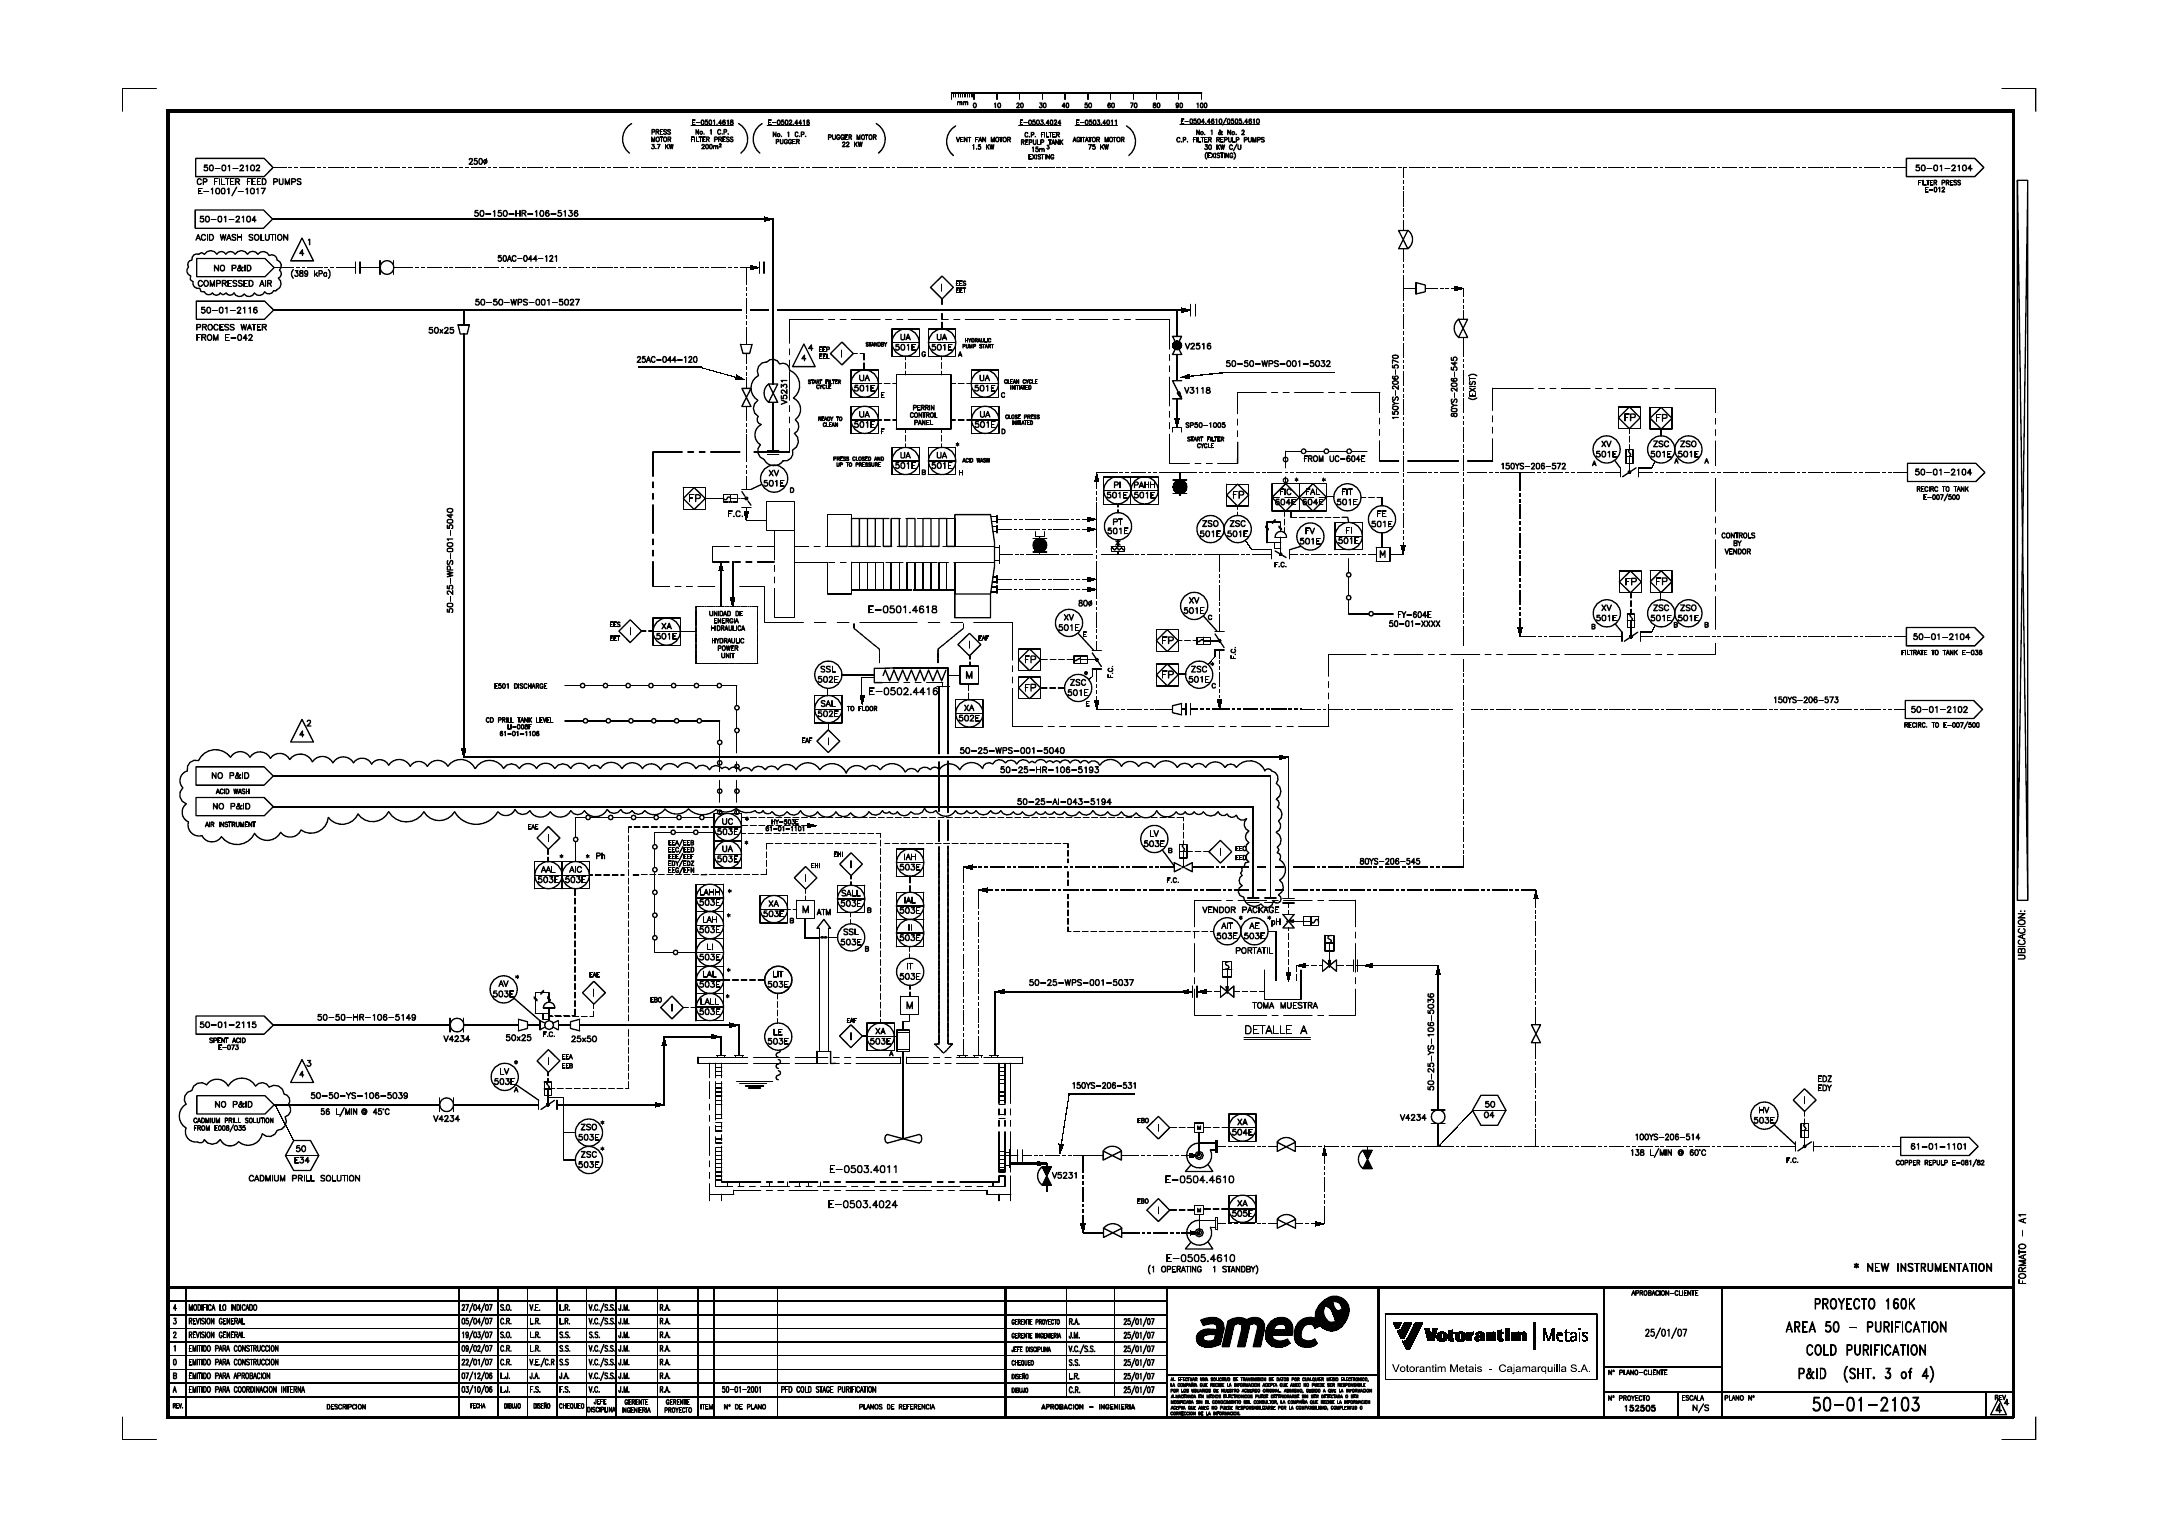 mm 0 10 20 30 40 50 60 70 80 90 100
PRESS
MOTOR
3.7 KW
E-0501.4618
No. 1 C.P.
FILTER PRESS
200m²
E-0502.4416
No. 1 C.P.
PUGGER
PUGGER MOTOR
22 KW
VENT FAN MOTOR
1.5 KW
E-0503.4024
C.P. FILTER
REPULP TANK
15m³
EXISTING
E-0503.4011
AGITATOR MOTOR
75 KW
E-0504.4610/0505.4610
No. 1 & No. 2
C.P. FILTER REPULP PUMPS
30 KW C/U
(EXISTING)
50-01-2102
CP FILTER FEED PUMPS
E-1001/-1017
250ø
50-01-2104
FILTER PRESS
E-012
50-01-2104
ACID WASH SOLUTION
50-150-HR-106-5136
1
4
NO P&ID
(389 kPa)
COMPRESSED AIR
50AC-044-121
50-01-2116
PROCESS WATER
FROM E-042
50-50-WPS-001-5027
50x25
25AC-044-120
V5231
4
4
EEP
EEL
I
EES
EET
I
STANDBY
UA
501E
G
UA
501E
A
HYDRAULIC
PUMP START
START FILTER
CYCLE
UA
501E
E
UA
501E
C
CLEAN CYCLE
INITIATED
PERRIN
CONTROL
PANEL
READY TO
CLEAN
UA
501E
F
UA
501E
D
CLOSE PRESS
INITIATED
PRESS CLOSED AND
UP TO PRESSURE
UA
501E
B
UA
501E
H
*
ACID WASH
V2516
50-50-WPS-001-5032
V3118
SP50-1005
START FILTER
CYCLE
150YS-206-570
80YS-206-545
(EXIST)
FROM UC-604E
FP
FP
XV
501E
A
ZSC
501E
A
ZSO
501E
A
150YS-206-572
50-01-2104
RECIRC TO TANK
E-007/500
XV
501E
D
FP
F.C.
PI
501E
PAHH
501E
PT
501E
FP
ZSO
501E
ZSC
501E
FIC
604E
*
FAL
604E
*
FIT
501E
FE
501E
FV
501E
FI
501E
M
F.C.
CONTROLS
BY
VENDOR
50-25-WPS-001-5040
E-0501.4618
80ø
UNIDAD DE
ENERGIA
HIDRAULICA
HYDRAULIC
POWER
UNIT
EES
EET
I
XA
501E
XV
501E
E
FP
FP
ZSC
501E
E
*
F.C.
XV
501E
C
FP
FP
ZSC
501E
C
*
F.C.
FY-604E
50-01-XXXX
FP
FP
XV
501E
B
ZSC
501E
B
ZSO
501E
B
50-01-2104
FILTRATE TO TANK E-036
EAF
I
SSL
502E
M
E-0502.4416
SAL
502E
TO FLOOR
XA
502E
EAF
I
E501 DISCHARGE
CD PRILL TANK LEVEL
LI-008F
61-01-1106
150YS-206-573
50-01-2102
RECIRC. TO E-007/500
2
4
50-25-WPS-001-5040
NO P&ID
ACID WASH
50-25-HR-106-5193
NO P&ID
AIR INSTRUMENT
50-25-AI-043-5194
UC
503E
*
UA
503E
*
HY-503E
61-01-1101
EAE
I
AAL
503E
*
AIC
503E
*
Ph
EEA/EEB
EEC/EED
EEE/EEF
EDY/EDZ
EEG/EFN
LAHH
503E
*
LAH
503E
*
LI
503E
LAL
503E
*
LALL
503E
*
EBO
I
LIT
503E
LE
503E
XA
503E
B
EHI
I
M
ATM
EHI
I
SALL
503E
B
SSL
503E
B
IAH
503E
IAL
503E
II
503E
IT
503E
M
EAF
I
XA
503E
A
LV
503E
B
I
EEC
EED
F.C.
80YS-206-545
VENDOR PACKAGE
AIT
503E
*
AE
503E
*
pH
PORTATIL
S
S
TOMA MUESTRA
DETALLE A
50-25-WPS-001-5037
50-25-YS-106-5036
AV
503E
*
EAE
I
50-01-2115
SPENT ACID
E-073
50-50-HR-106-5149
V4234
50x25
F.C.
25x50
3
4
LV
503E
A
*
I
EEA
EEB
NO P&ID
CADMIUM PRILL SOLUTION
FROM E008/035
50-50-YS-106-5039
56 L/MIN @ 45°C
V4234
ZSO
503E
*
ZSC
503E
*
50
E34
CADMIUM PRILL SOLUTION
E-0503.4011
E-0503.4024
V5231
150YS-206-531
EBO
I
M
XA
504E
E-0504.4610
EBO
I
M
XA
505E
E-0505.4610
(1 OPERATING 1 STANDBY)
V4234
50
04
100YS-206-514
138 L/MIN @ 60°C
HV
503E
EDZ
EDY
I
F.C.
61-01-1101
COPPER REPULP E-081/82
* NEW INSTRUMENTATION
UBICACION:
FORMATO - A1
4 MODIFICA LO INDICADO 27/04/07 S.O. V.E. L.R. V.C./S.S. J.M. R.A.
3 REVISION GENERAL 05/04/07 C.R. L.R. L.R. V.C./S.S. J.M. R.A.
2 REVISION GENERAL 19/03/07 S.O. L.R. S.S. S.S. J.M. R.A.
1 EMITIDO PARA CONSTRUCCION 09/02/07 C.R. L.R. S.S. V.C./S.S. J.M. R.A.
0 EMITIDO PARA CONSTRUCCION 22/01/07 C.R. V.E./C.R S.S V.C./S.S. J.M. R.A.
B EMITIDO PARA APROBACION 07/12/06 L.J. J.A. J.A. V.C./S.S. J.M. R.A.
A EMITIDO PARA COORDINACION INTERNA 03/10/06 L.J. F.S. F.S. V.C. J.M. R.A.
50-01-2001 PFD COLD STAGE PURIFICATION
REV. DESCRIPCION FECHA DIBUJO DISEÑO CHEQUEO JEFE DISCIPLINA GERENTE INGENIERIA GERENTE PROYECTO ITEM N° DE PLANO PLANOS DE REFERENCIA
GERENTE PROYECTO R.A. 25/01/07
GERENTE INGENIERIA J.M. 25/01/07
JEFE DISCIPLINA V.C./S.S. 25/01/07
CHEQUEO S.S. 25/01/07
DISEÑO L.R. 25/01/07
DIBUJO C.R. 25/01/07
APROBACION - INGENIERIA
amec
Votorantim | Metais
Votorantim Metais - Cajamarquilla S.A.
APROBACION-CLIENTE
25/01/07
N° PLANO-CLIENTE
N° PROYECTO
152505
ESCALA
N/S
PROYECTO 160K
AREA 50 - PURIFICATION
COLD PURIFICATION
P&ID (SHT. 3 of 4)
PLANO N°
50-01-2103
REV.
4